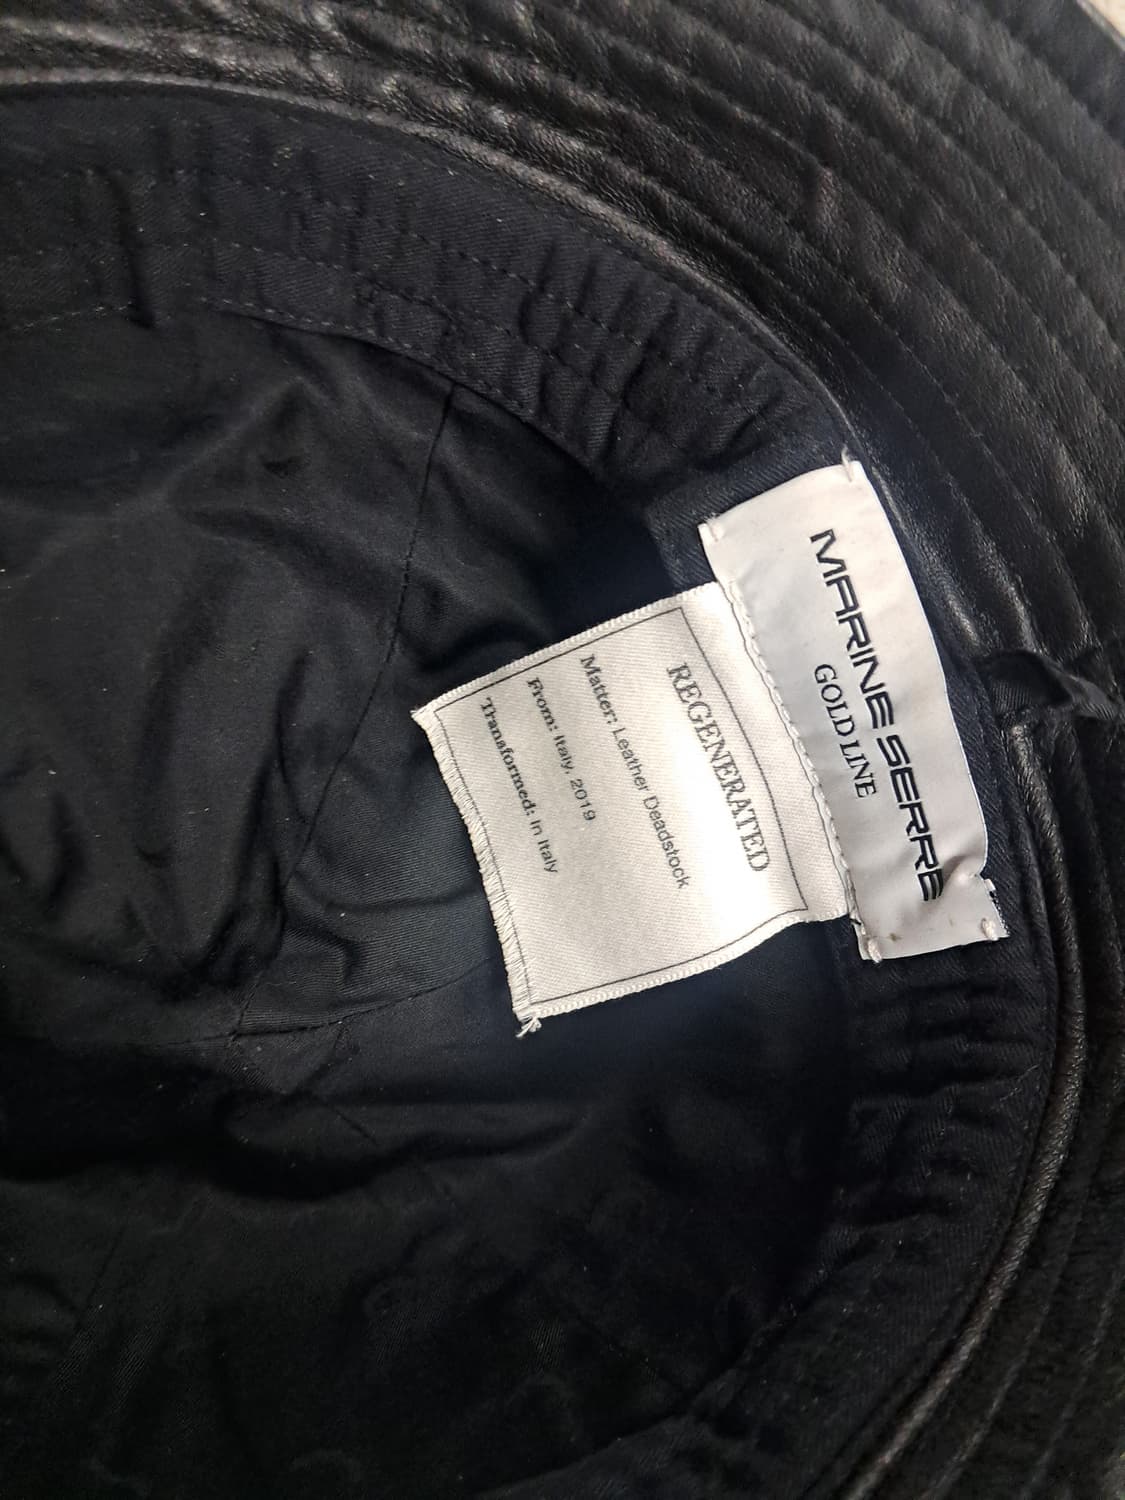 MARINE SERRE
GOLD LINE
REGENERATED
Matter: Leather Deadstock
From: Italy, 2019
Transformed: In Italy